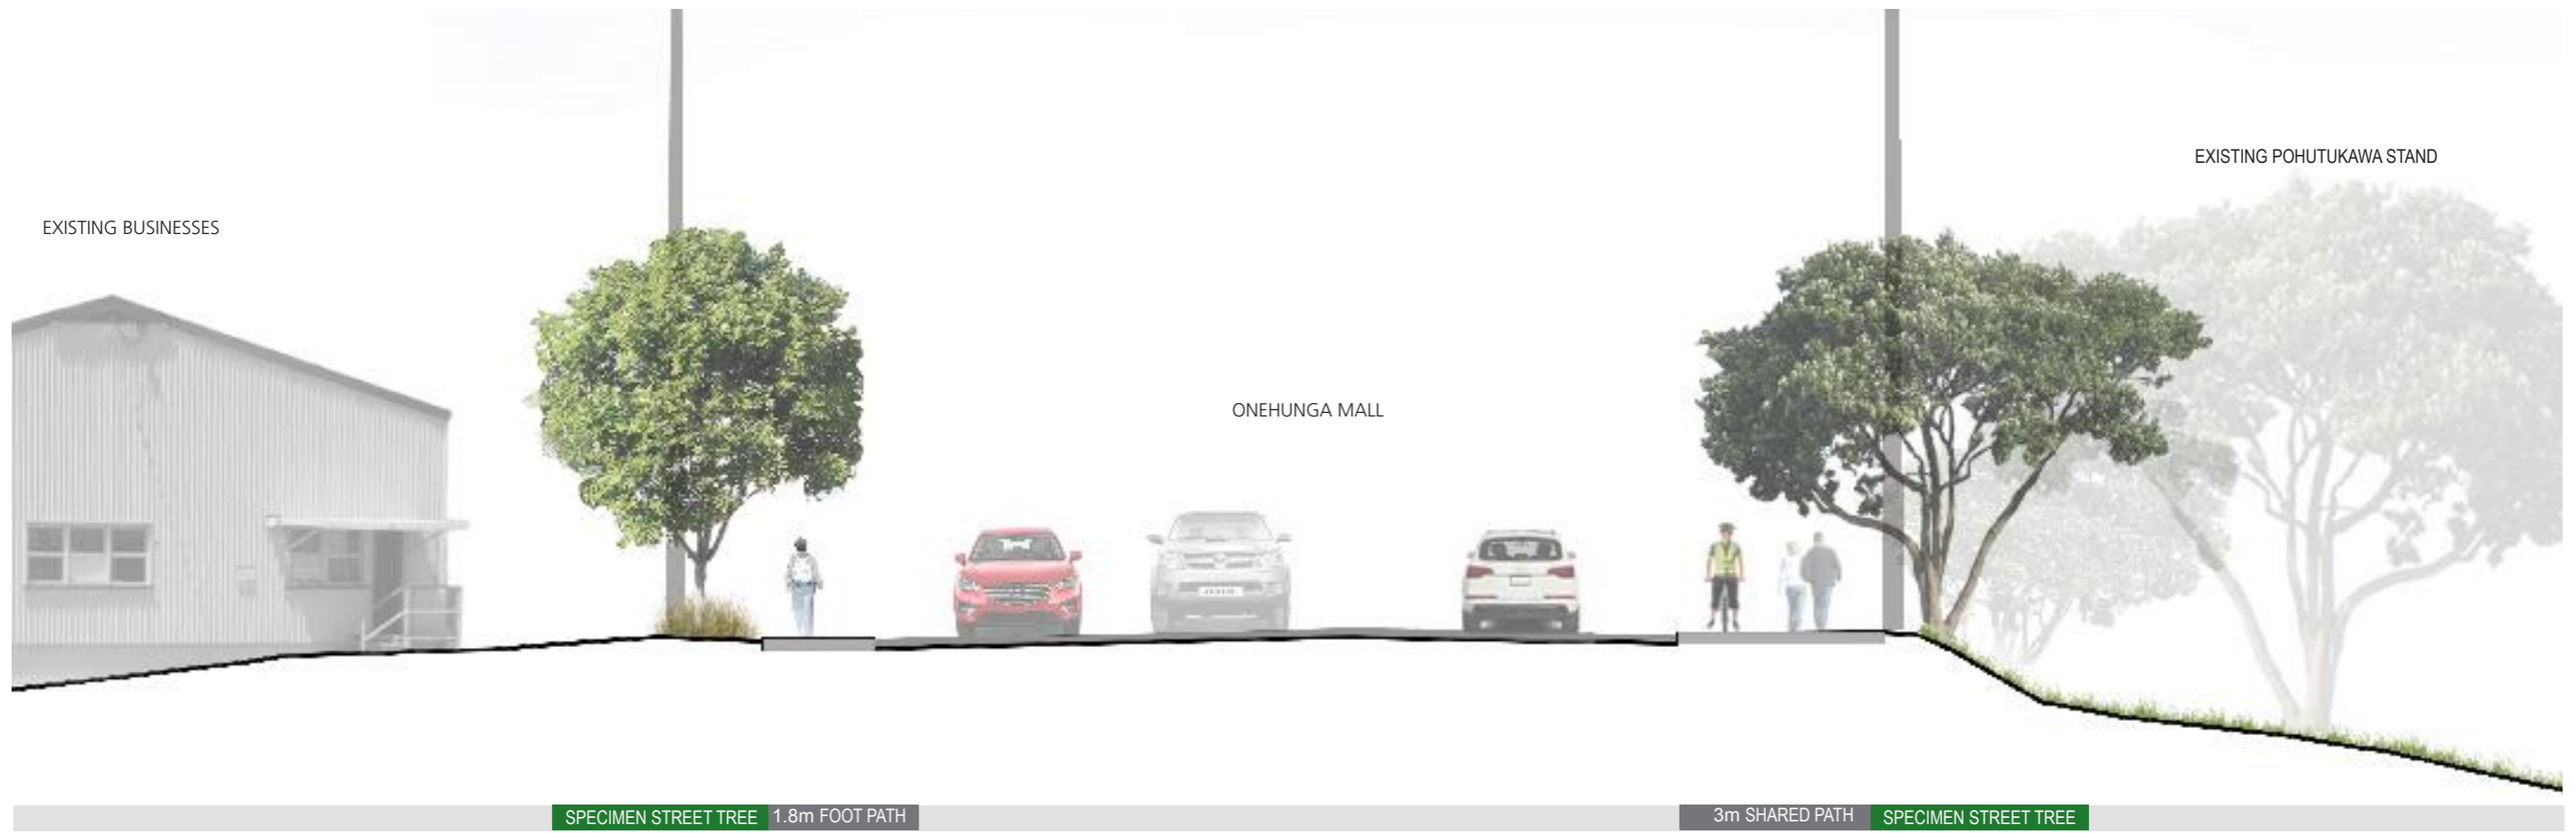 EXISTING POHUTUKAWA STAND
EXISTING BUSINESSES
ONEHUNGA MALL
SPECIMEN STREET TREE
1.8m FOOT PATH
3m SHARED PATH
SPECIMEN STREET TREE